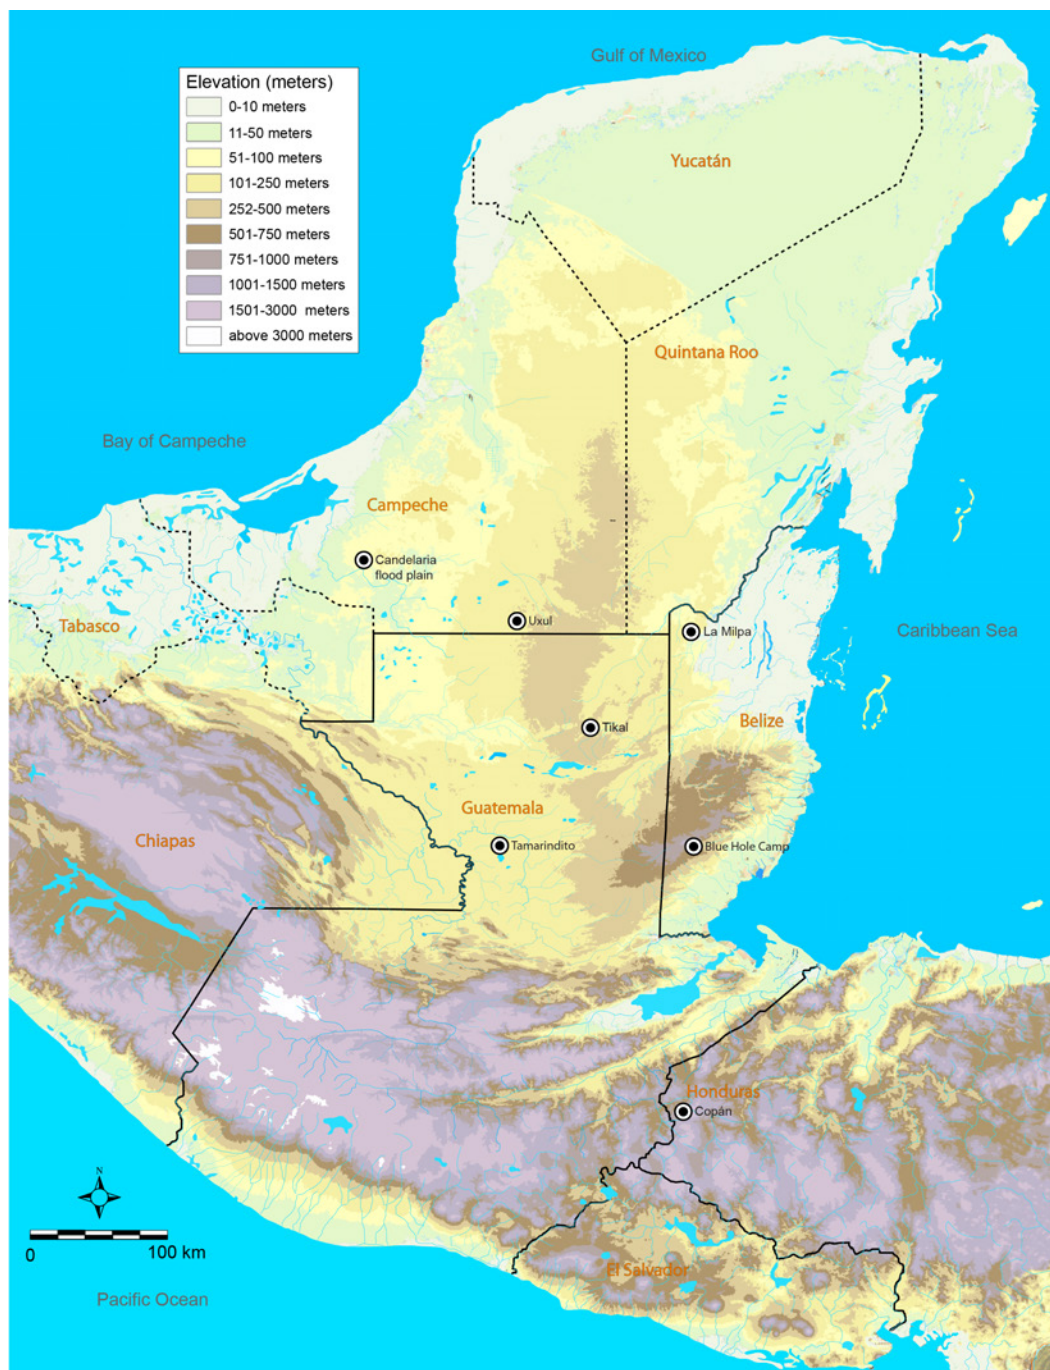 Gulf of Mexico
Elevation (meters)
0-10 meters
11-50 meters
51-100 meters
101-250 meters
252-500 meters
501-750 meters
751-1000 meters
1001-1500 meters
1501-3000 meters
above 3000 meters
Yucatán
Quintana Roo
Bay of Campeche
Campeche
Candelaria
flood plain
Uxul
La Milpa
Tabasco
Caribbean Sea
Tikal
Belize
Guatemala
Chiapas
Tamarindito
Blue Hole Camp
Honduras
Copán
N
0 100 km
El Salvador
Pacific Ocean